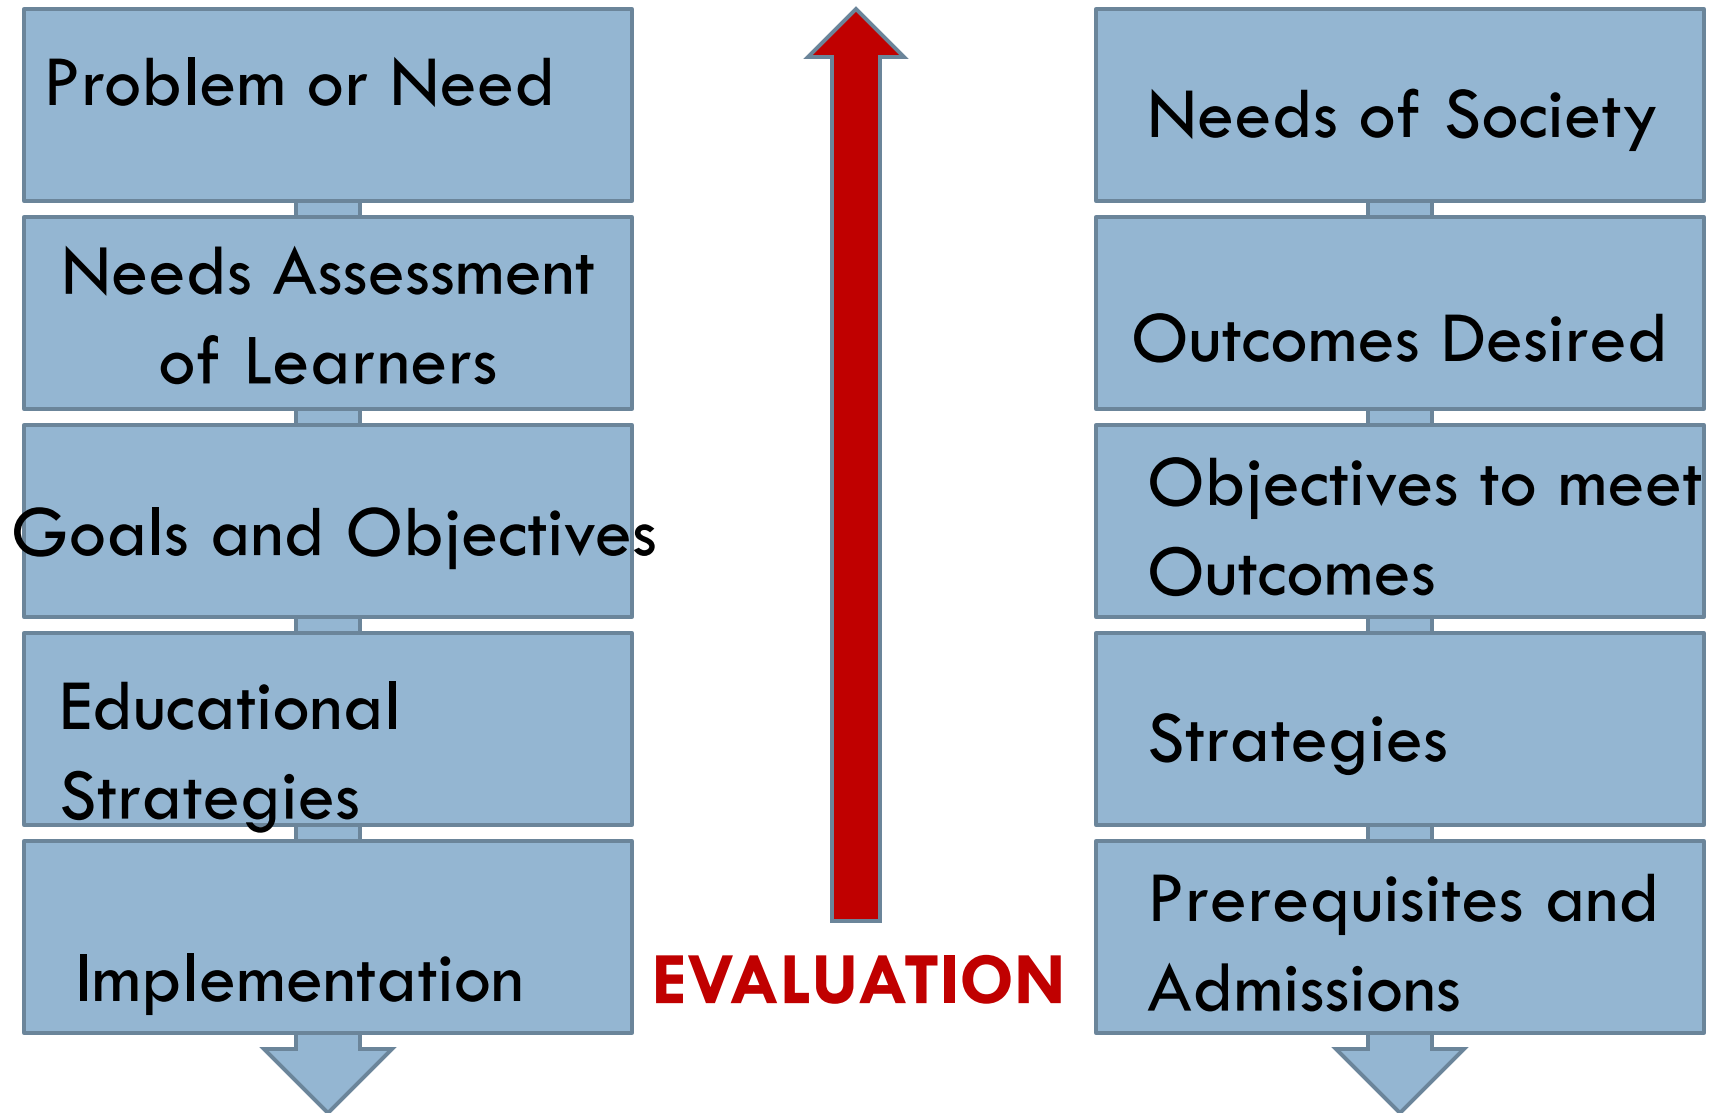 Problem or Need
Needs Assessment
of Learners
Goals and Objectives
Educational
Strategies
Implementation
EVALUATION
Needs of Society
Outcomes Desired
Objectives to meet
Outcomes
Strategies
Prerequisites and
Admissions